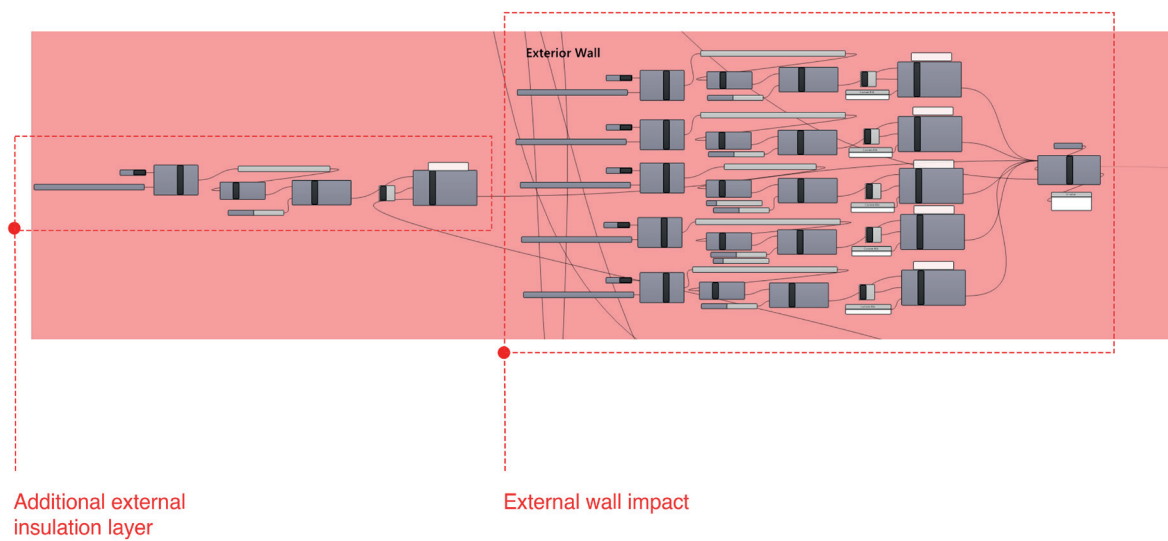 Exterior Wall
Additional external
insulation layer
External wall impact